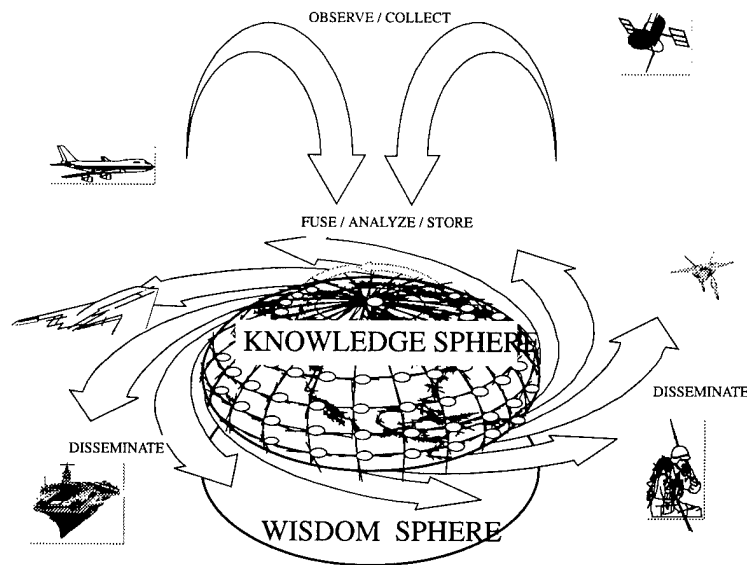 OBSERVE / COLLECT
FUSE / ANALYZE / STORE
KNOWLEDGE SPHERE
DISSEMINATE
DISSEMINATE
WISDOM SPHERE